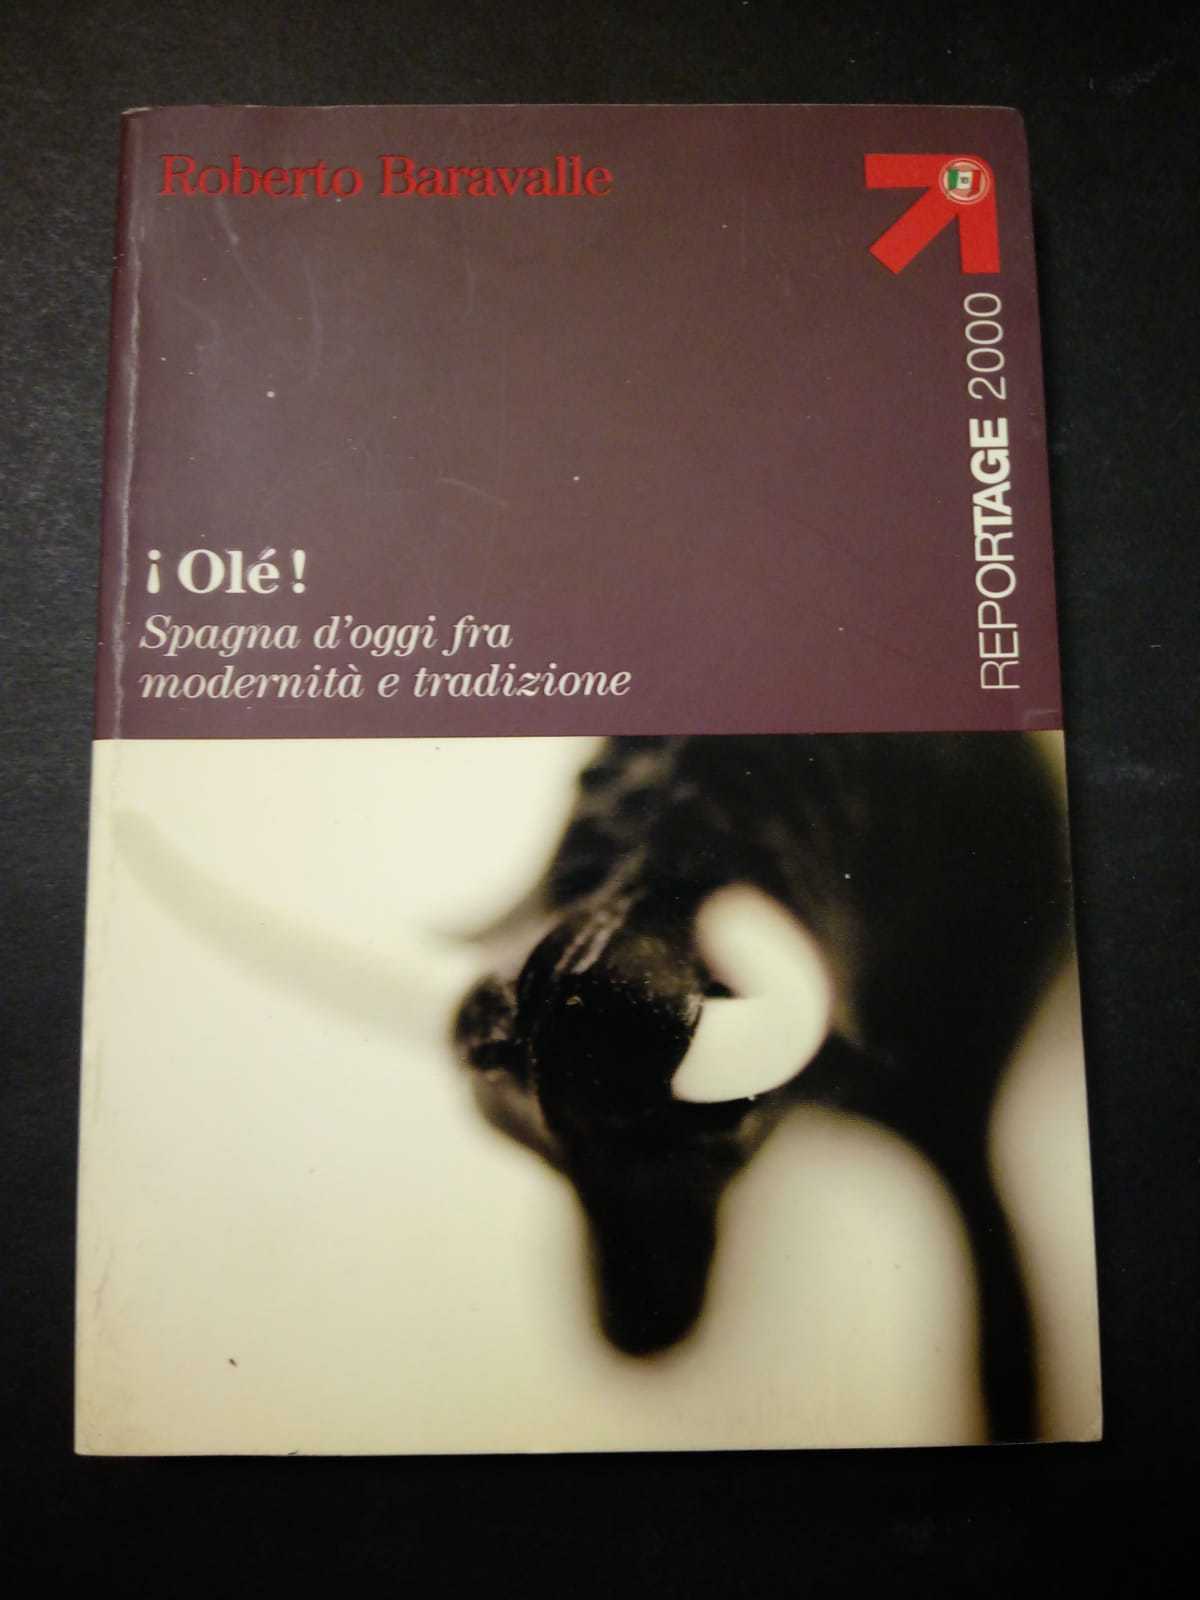 Roberto Baravalle
REPORTAGE 2000
¡Olé!
Spagna d'oggi fra
modernità e tradizione